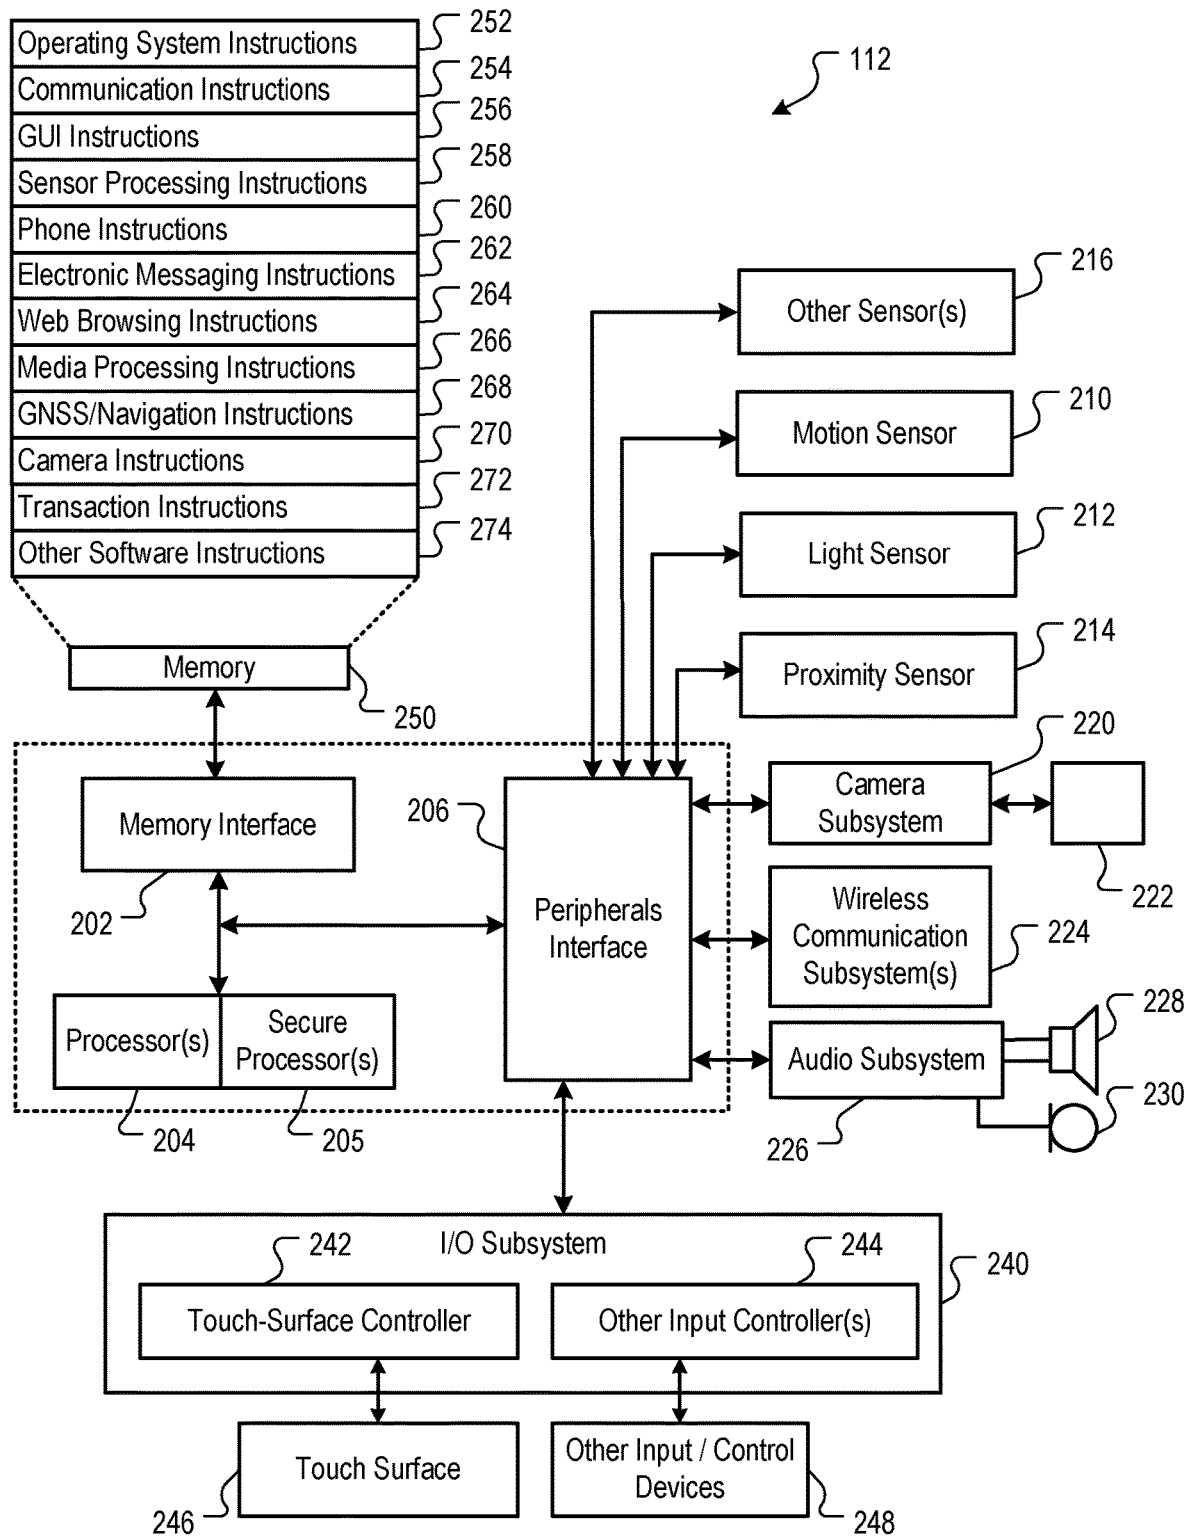 Operating System Instructions
252
Communication Instructions
254
GUI Instructions
256
Sensor Processing Instructions
258
Phone Instructions
260
Electronic Messaging Instructions
262
Web Browsing Instructions
264
Media Processing Instructions
266
GNSS/Navigation Instructions
268
Camera Instructions
270
Transaction Instructions
272
Other Software Instructions
274
112
Memory
250
Other Sensor(s)
216
Motion Sensor
210
Light Sensor
212
Proximity Sensor
214
Memory Interface
202
206
Peripherals
Interface
Processor(s)
204
Secure
Processor(s)
205
Camera
Subsystem
220
222
Wireless
Communication
Subsystem(s)
224
Audio Subsystem
226
228
230
I/O Subsystem
240
242
Touch-Surface Controller
244
Other Input Controller(s)
Touch Surface
246
Other Input / Control
Devices
248